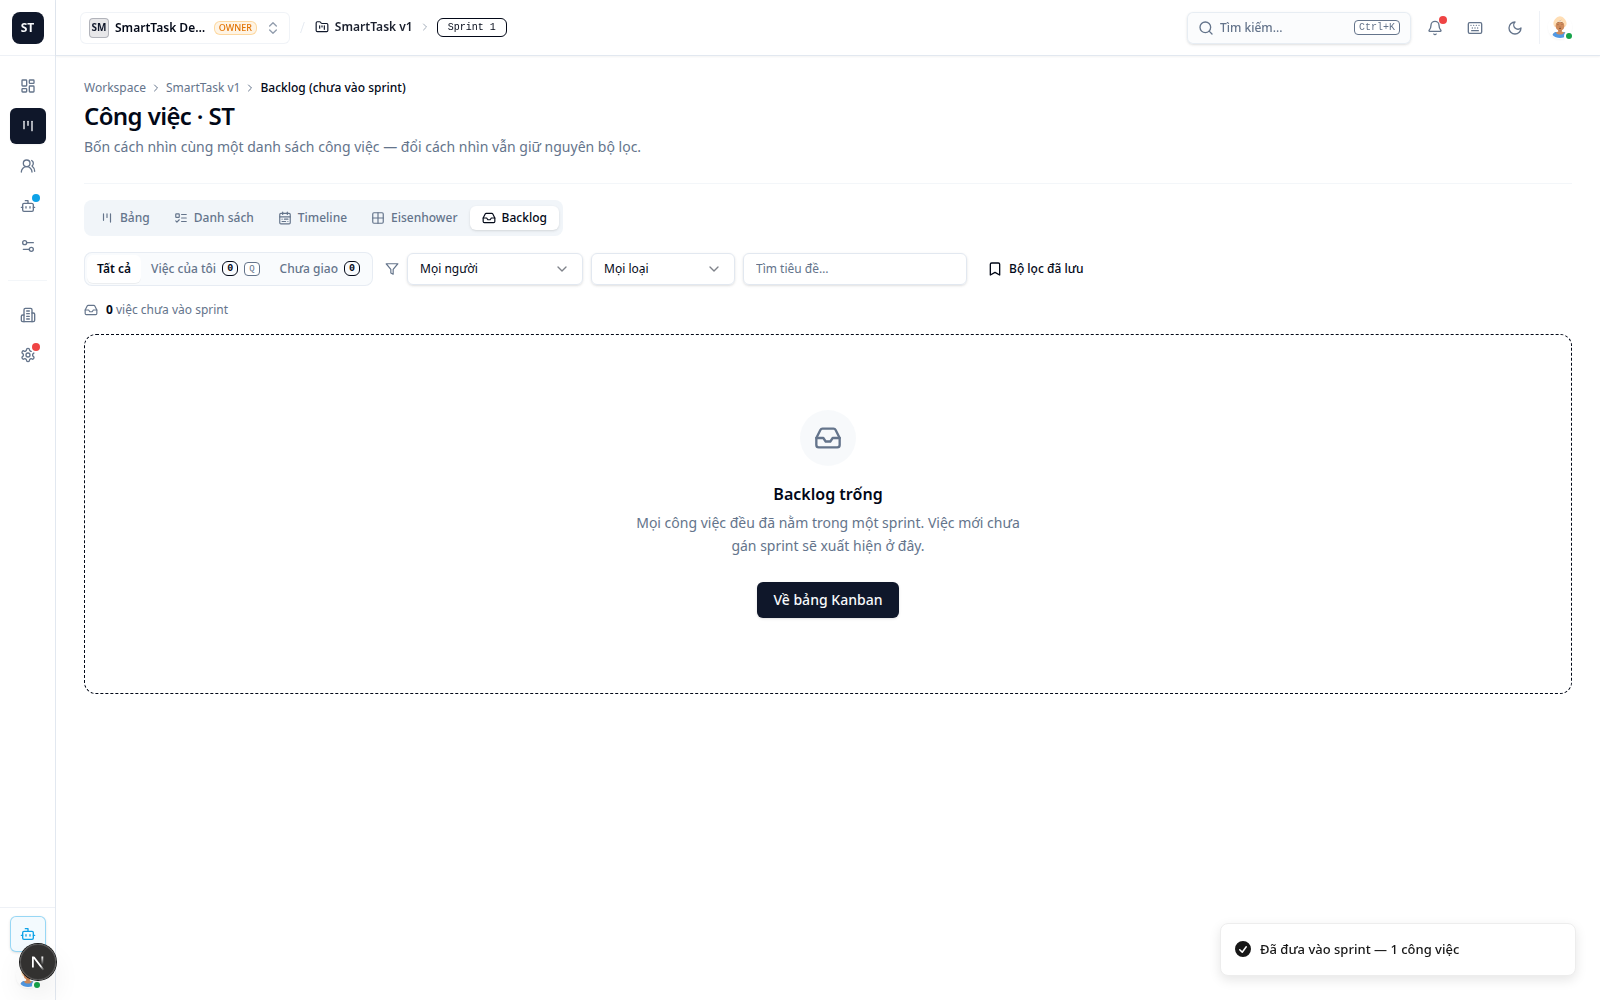 ST
SM SmartTask De... OWNER / SmartTask v1 > Sprint 1
Tìm kiếm... Ctrl+K
Workspace > SmartTask v1 > Backlog (chưa vào sprint)
Công việc · ST
Bốn cách nhìn cùng một danh sách công việc — đổi cách nhìn vẫn giữ nguyên bộ lọc.
Bảng Danh sách Timeline Eisenhower Backlog
Tất cả Việc của tôi 0 Q Chưa giao 0 Mọi người Mọi loại Tìm tiêu đề... Bộ lọc đã lưu
0 việc chưa vào sprint
Backlog trống
Mọi công việc đều đã nằm trong một sprint. Việc mới chưa
gán sprint sẽ xuất hiện ở đây.
Về bảng Kanban
N
Đã đưa vào sprint — 1 công việc